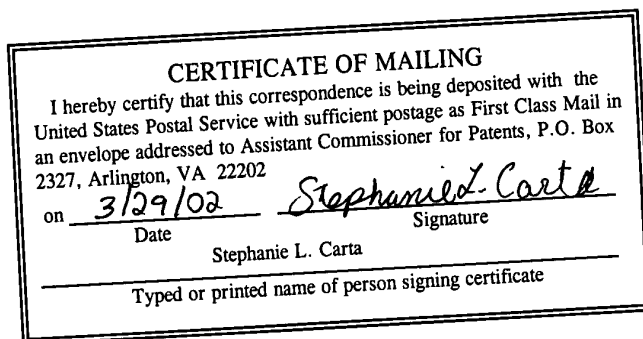 CERTIFICATE OF MAILING
I hereby certify that this correspondence is being deposited with the
United States Postal Service with sufficient postage as First Class Mail in
an envelope addressed to Assistant Commissioner for Patents, P.O. Box
2327, Arlington, VA 22202
on 3/29/02 Stephanie L. Carta
Date Signature
Stephanie L. Carta
Typed or printed name of person signing certificate